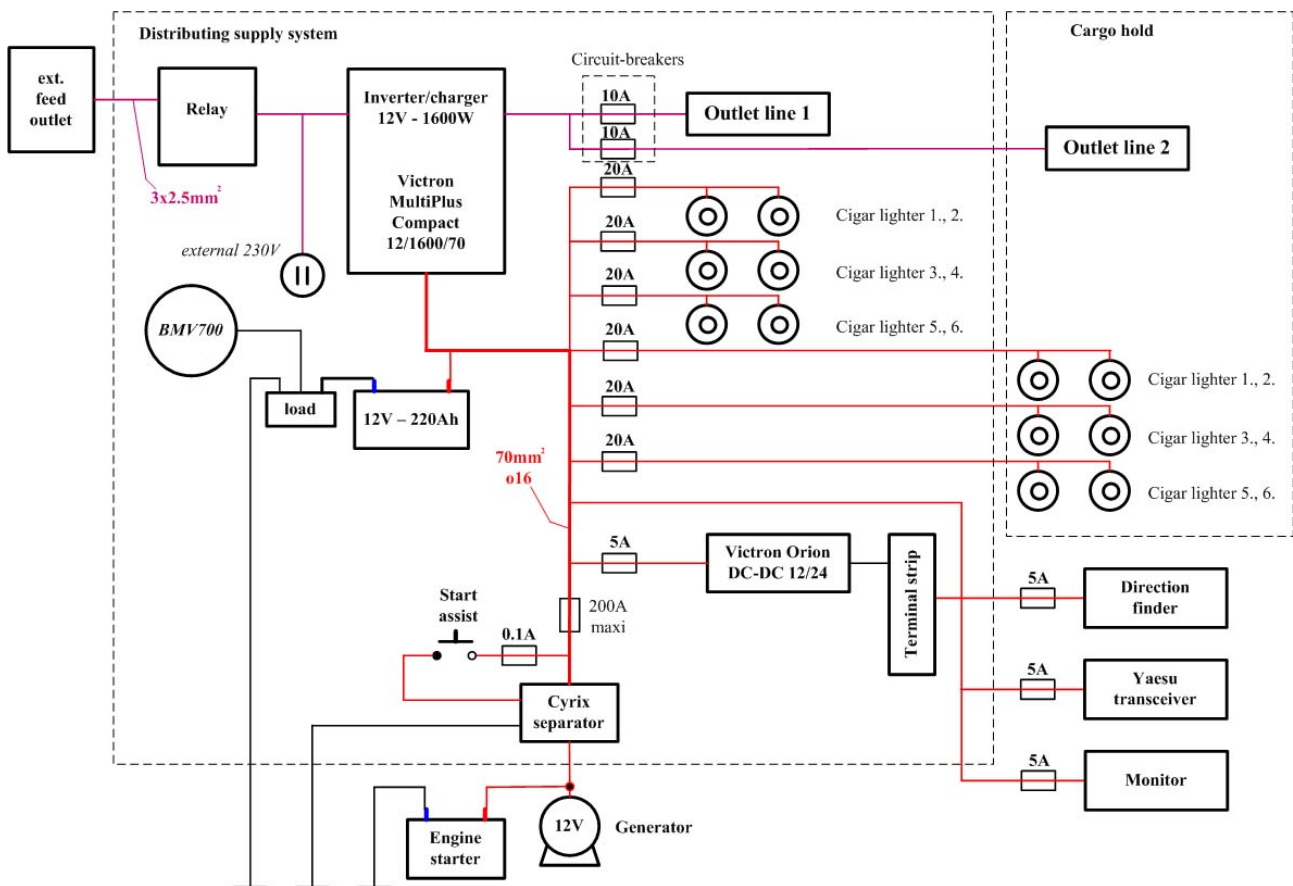 Distributing supply system
Cargo hold
ext.
feed
outlet
Relay
Inverter/charger
12V - 1600W
Victron
MultiPlus
Compact
12/1600/70
Circuit-breakers
10A
Outlet line 1
10A
Outlet line 2
3x2.5mm²
external 230V
20A
Cigar lighter 1., 2.
20A
Cigar lighter 3., 4.
20A
Cigar lighter 5., 6.
BMV700
load
12V – 220Ah
20A
Cigar lighter 1., 2.
20A
Cigar lighter 3., 4.
20A
Cigar lighter 5., 6.
70mm²
o16
5A
Victron Orion
DC-DC 12/24
Terminal strip
200A
maxi
Start
assist
0.1A
Cyrix
separator
5A
Direction
finder
5A
Yaesu
transceiver
5A
Monitor
Engine
starter
12V
Generator